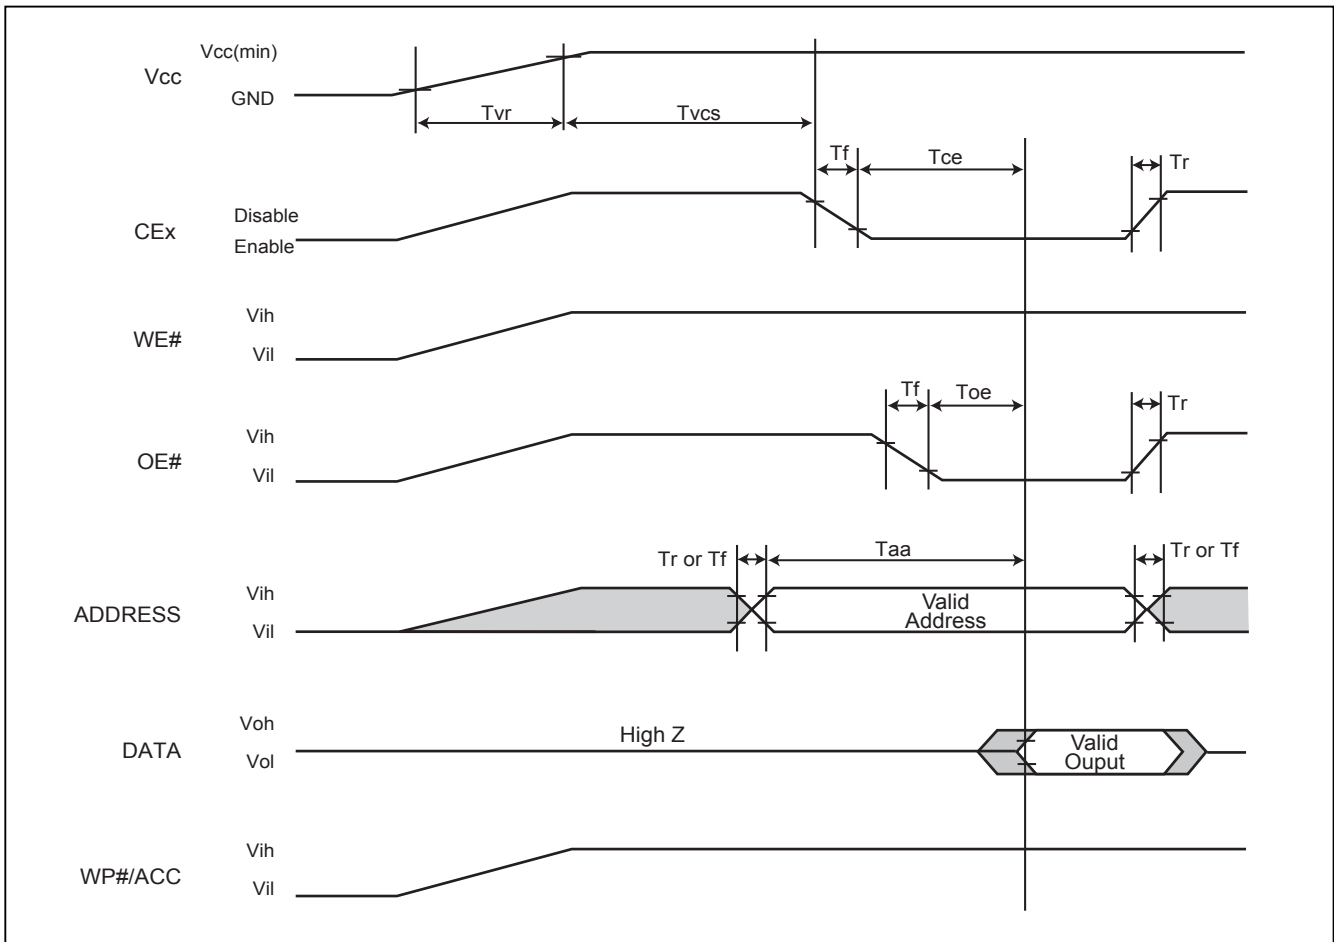 Vcc(min)
Vcc
GND
Tvr
Tvcs
Tf
Tce
Tr
Disable
CEx
Enable
Vih
WE#
Vil
Tf
Toe
Tr
Vih
OE#
Vil
Tr or Tf
Taa
Tr or Tf
Vih
ADDRESS
Vil
Valid
Address
Voh
DATA
Vol
High Z
Valid
Ouput
Vih
WP#/ACC
Vil